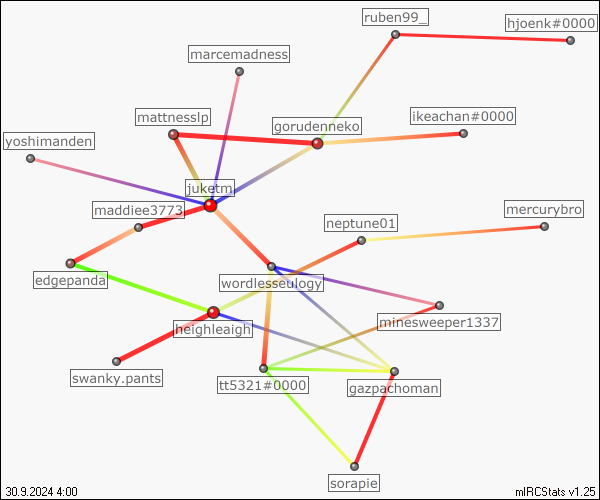 ruben99_
hjoenk#0000
marcemadness
mattnesslp
ikeachan#0000
gorudenneko
yoshimanden
juketm
maddiee3773
mercurybro
neptune01
edgepanda
wordlesseulogy
minesweeper1337
heighleaigh
swanky.pants
tt5321#0000
gazpachoman
sorapie
30.9.2024 4:00
mIRCStats v1.25